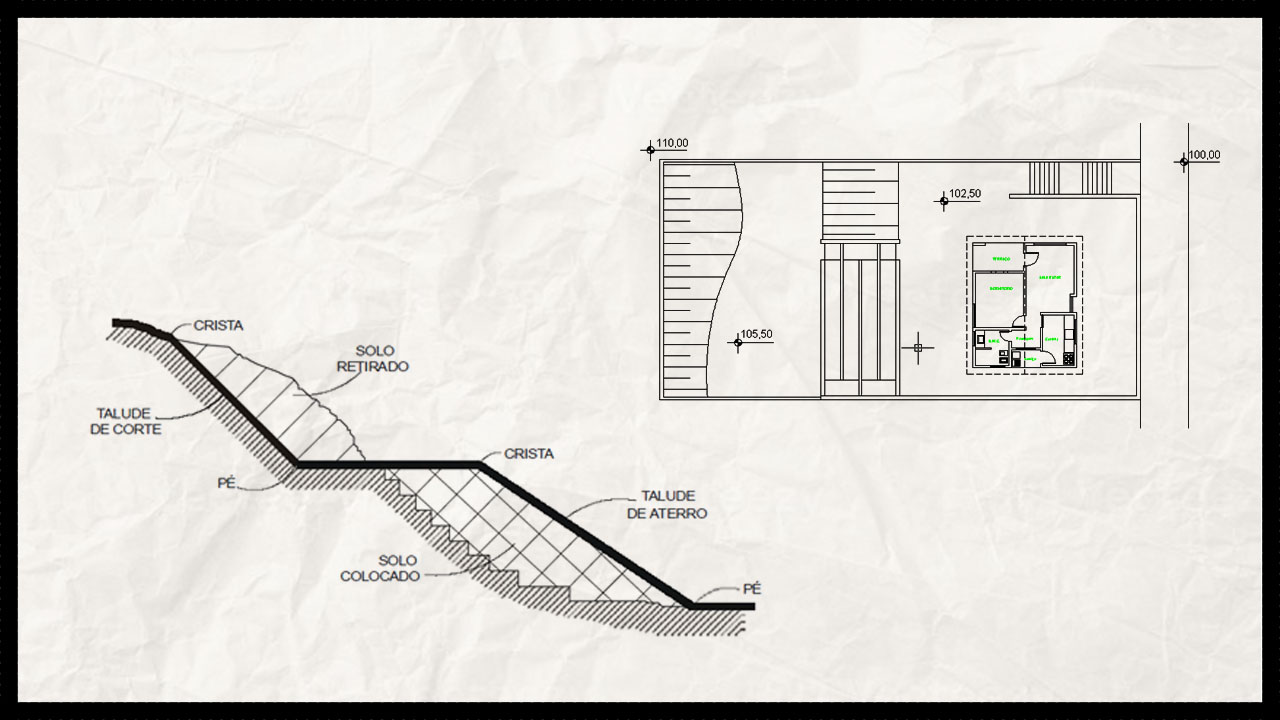 110,00
100,00
102,50
105,50
CRISTA
SOLO
RETIRADO
TALUDE
DE CORTE
PÉ
CRISTA
TALUDE
DE ATERRO
SOLO
COLOCADO
PÉ